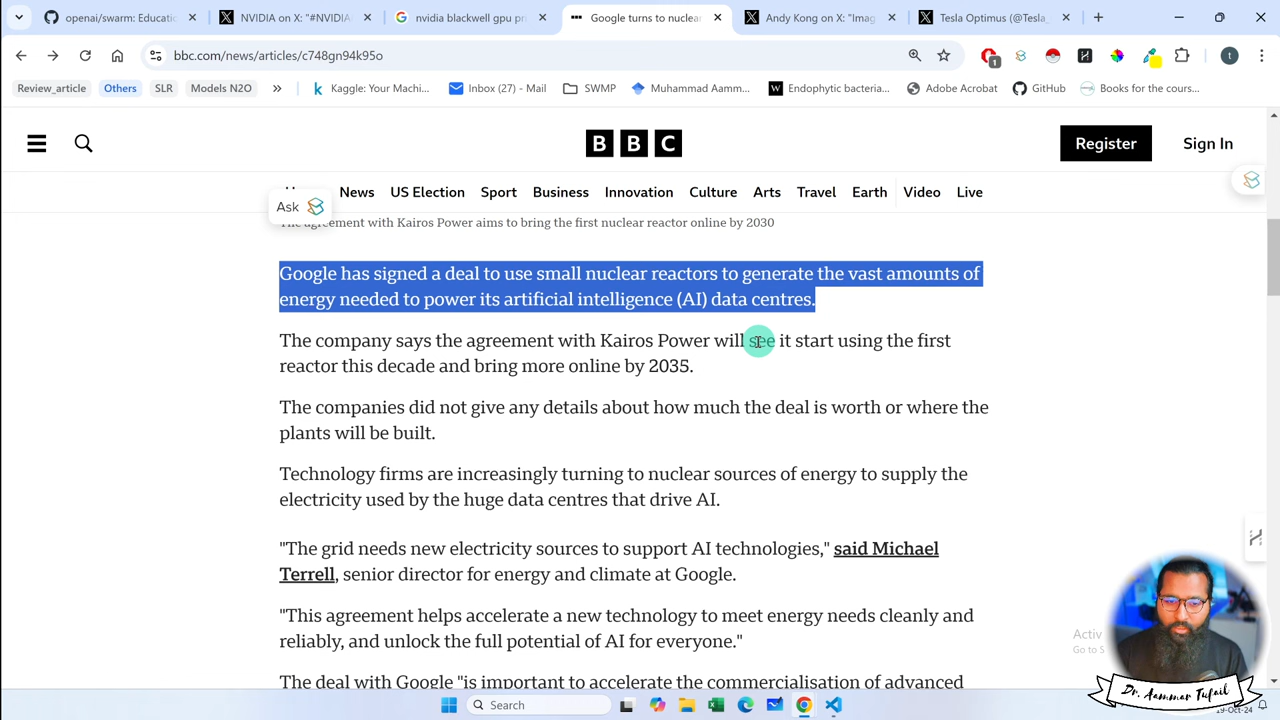 openai/swarm: Educati
NVIDIA on X: "#NVIDIA
nvidia blackwell gpu pr
Google turns to nuclea
Andy Kong on X: "Imag
Tesla Optimus (@Tesla_
bbc.com/news/articles/c748gn94k95o
1
t
Review_article
Others
SLR
Models N2O
Kaggle: Your Machi...
Inbox (27) - Mail
SWMP
Muhammad Aamm...
Endophytic bacteria...
Adobe Acrobat
GitHub
Books for the cours...
BBC
Register
Sign In
News
US Election
Sport
Business
Innovation
Culture
Arts
Travel
Earth
Video
Live
Ask
The agreement with Kairos Power aims to bring the first nuclear reactor online by 2030
Google has signed a deal to use small nuclear reactors to generate the vast amounts of
energy needed to power its artificial intelligence (AI) data centres.
The company says the agreement with Kairos Power will see it start using the first
reactor this decade and bring more online by 2035.
The companies did not give any details about how much the deal is worth or where the
plants will be built.
Technology firms are increasingly turning to nuclear sources of energy to supply the
electricity used by the huge data centres that drive AI.
"The grid needs new electricity sources to support AI technologies," said Michael
Terrell, senior director for energy and climate at Google.
"This agreement helps accelerate a new technology to meet energy needs cleanly and
reliably, and unlock the full potential of AI for everyone."
The deal with Google "is important to accelerate the commercialisation of advanced
Activ
Go to S
Dr. Aammar Tufail
Search
19-Oct-24